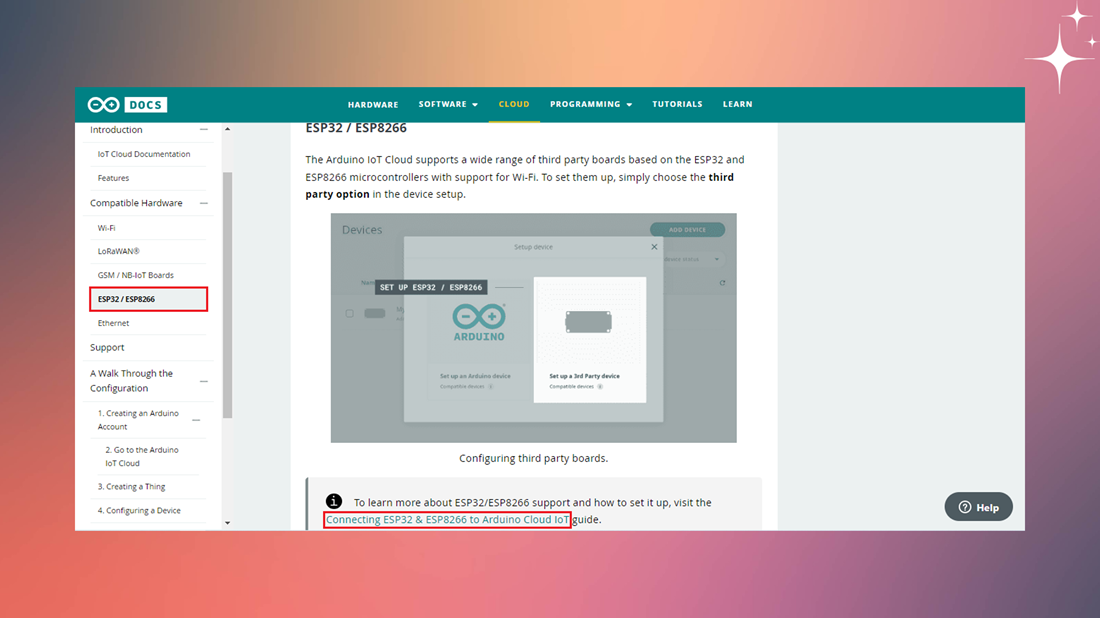 DOCS
HARDWARE
SOFTWARE
CLOUD
PROGRAMMING
TUTORIALS
LEARN
Introduction
IoT Cloud Documentation
Features
Compatible Hardware
Wi-Fi
LoRaWAN®
GSM / NB-IoT Boards
ESP32 / ESP8266
Ethernet
Support
A Walk Through the
Configuration
1. Creating an Arduino
Account
2. Go to the Arduino
IoT Cloud
3. Creating a Thing
4. Configuring a Device
ESP32 / ESP8266
The Arduino IoT Cloud supports a wide range of third party boards based on the ESP32 and
ESP8266 microcontrollers with support for Wi-Fi. To set them up, simply choose the third
party option in the device setup.
Devices
ADD DEVICE
Setup device
device status
SET UP ESP32 / ESP8266
ARDUINO
Set up an Arduino device
Compatible devices
Set up a 3rd Party device
Compatible devices
Configuring third party boards.
To learn more about ESP32/ESP8266 support and how to set it up, visit the
Connecting ESP32 & ESP8266 to Arduino Cloud IoT guide.
Help